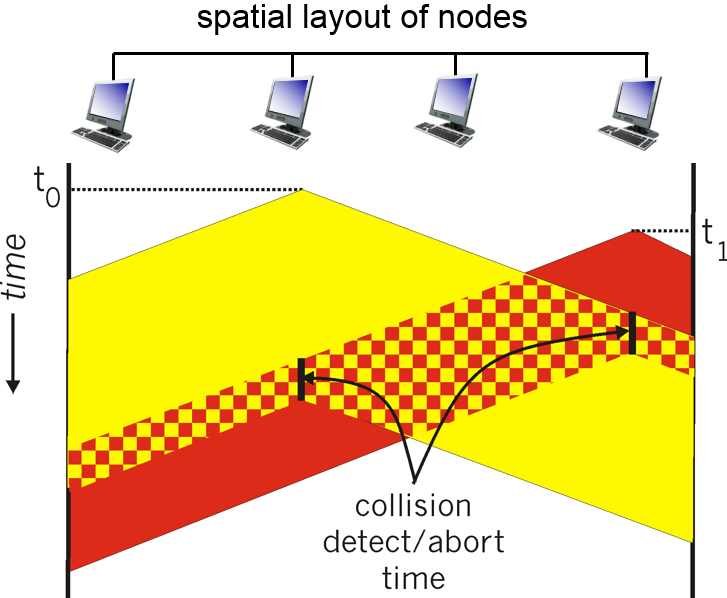 spatial layout of nodes
t0
t1
time
collision
detect/abort
time